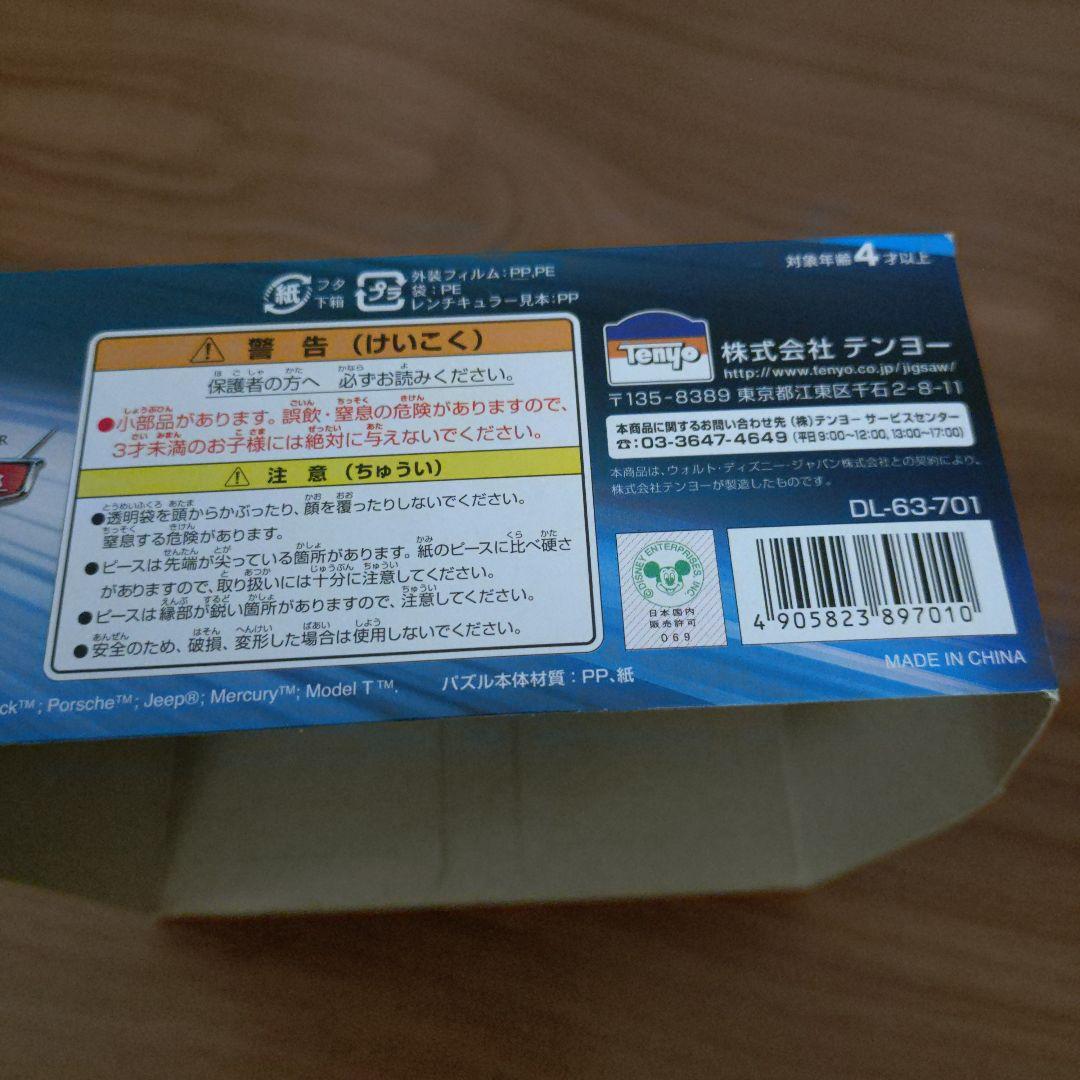 対象年齢4才以上
紙
フタ
下箱
プラ
外装フィルム:PP,PE
袋:PE
レンチキュラー見本:PP
警告(けいこく)
保護者の方へ 必ずお読みください。
●小部品があります。誤飲・窒息の危険がありますので、
3才未満のお子様には絶対に与えないでください。
注意(ちゅうい)
●透明袋を頭からかぶったり、顔を覆ったりしないでください。
窒息する危険があります。
●ピースは先端が尖っている箇所があります。紙のピースに比べ硬さ
がありますので、取り扱いには十分に注意してください。
●ピースは縁部が鋭い箇所がありますので、注意してください。
●安全のため、破損、変形した場合は使用しないでください。
Tenyo
株式会社 テンヨー
http://www.tenyo.co.jp/jigsaw/
〒135-8389 東京都江東区千石2-8-11
本商品に関するお問い合わせ先 (株)テンヨー サービスセンター
☎:03-3647-4649 (平日9:00~12:00, 13:00~17:00)
本商品は、ウォルト・ディズニー・ジャパン株式会社との契約により、
株式会社テンヨーが製造したものです。
DL-63-701
©DISNEY ENTERPRISES, INC.
日本国内
販売許可
069
4 905823 897010
MADE IN CHINA
パズル本体材質:PP、紙
ck™; Porsche™; Jeep®; Mercury™; Model T™.